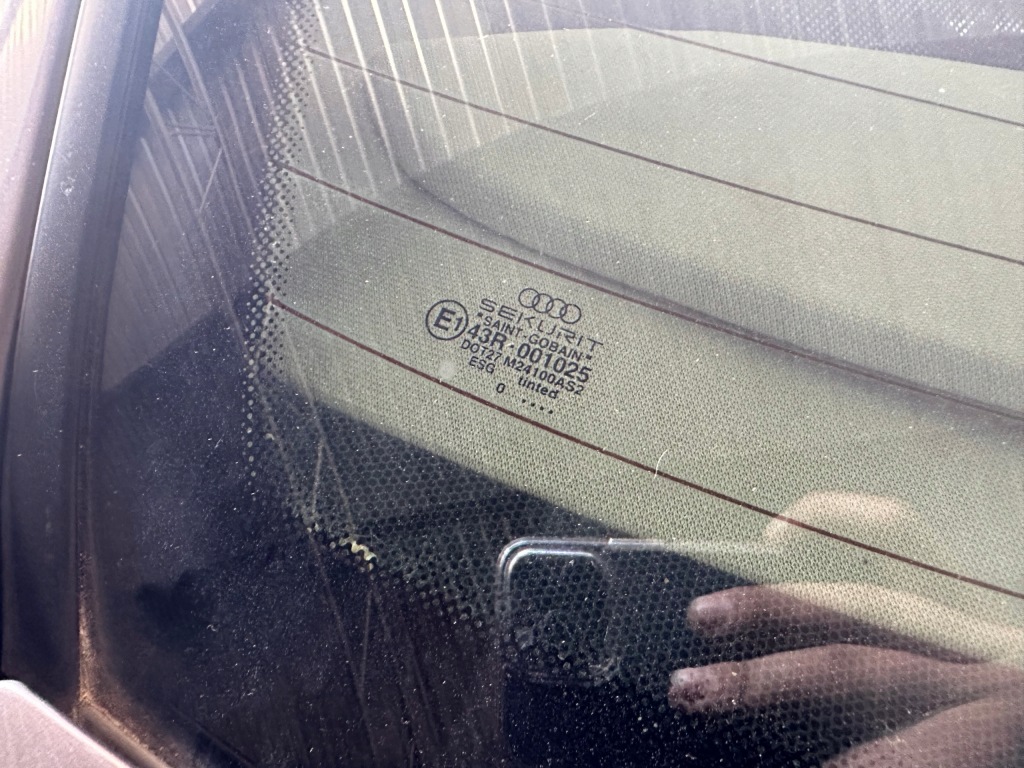 SEKURIT
*SAINT-GOBAIN*
E1 43R-001025
DOT27 M24100AS2
ESG tinted
0 ....